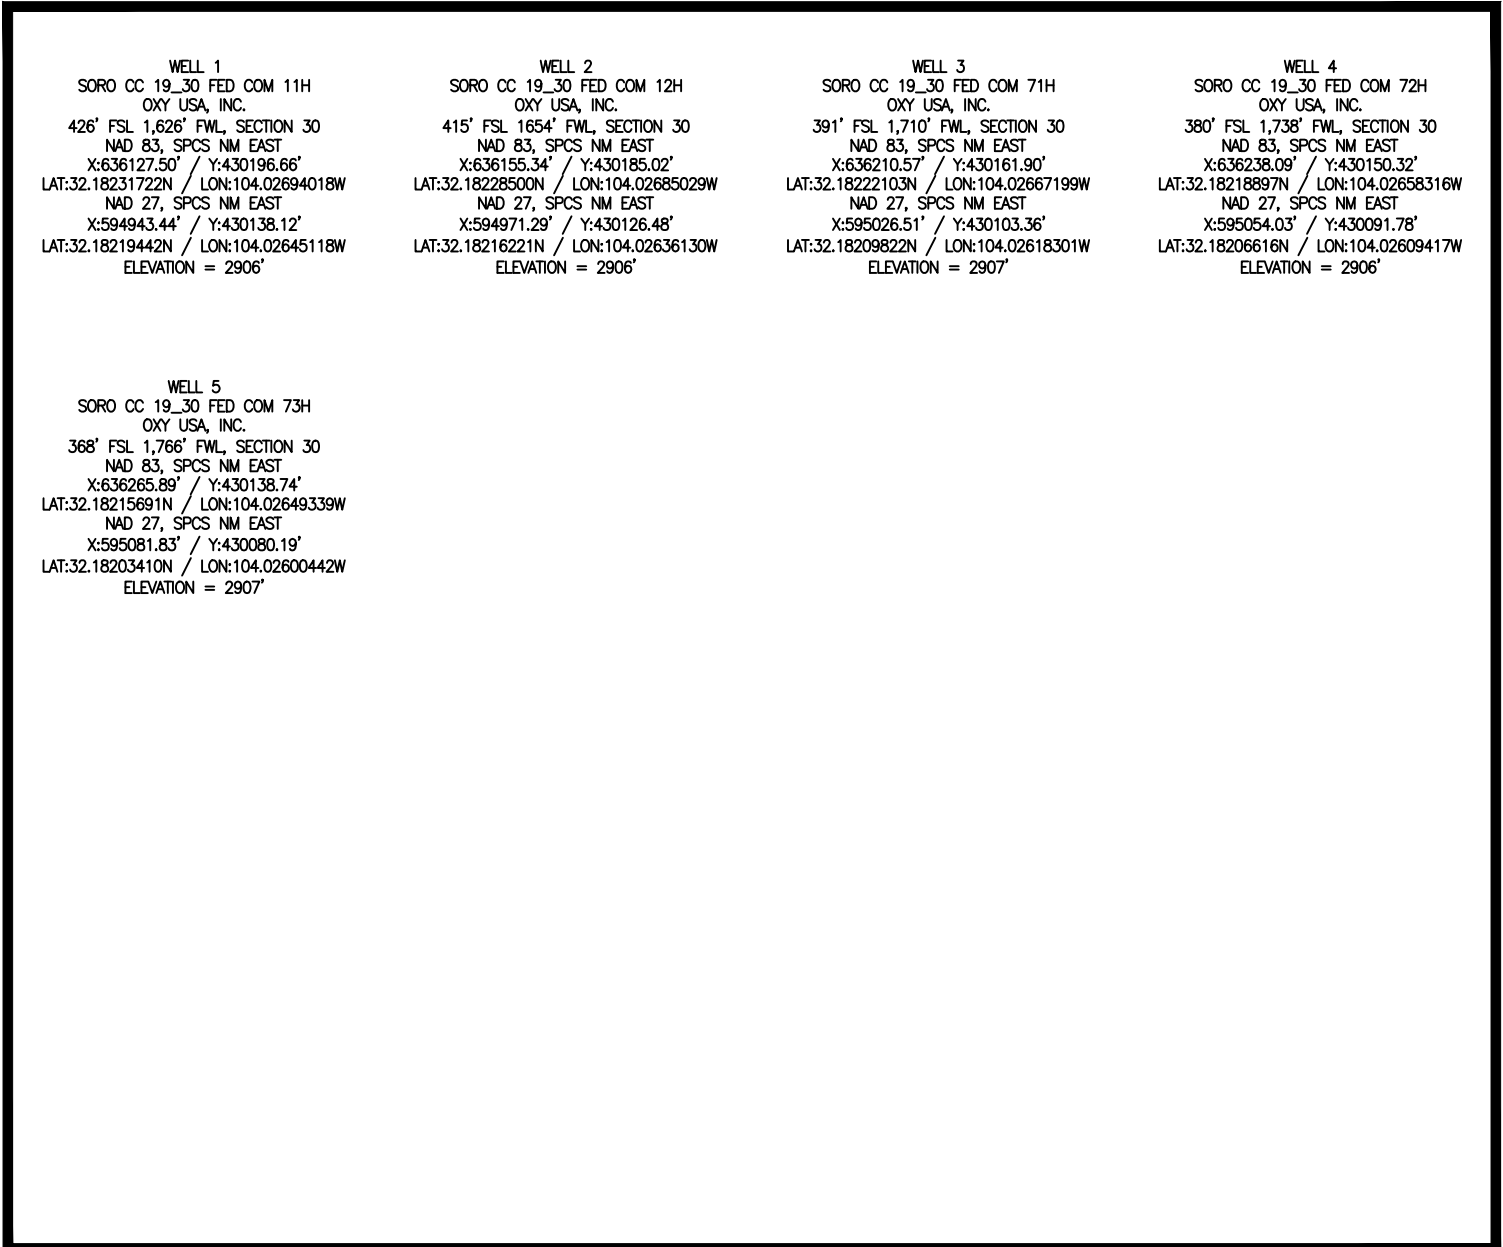 WELL 1
SORO CC 19_30 FED COM 11H
OXY USA, INC.
426' FSL 1,626' FWL, SECTION 30
NAD 83, SPCS NM EAST
X:636127.50' / Y:430196.66'
LAT:32.18231722N / LON:104.02694018W
NAD 27, SPCS NM EAST
X:594943.44' / Y:430138.12'
LAT:32.18219442N / LON:104.02645118W
ELEVATION = 2906'
WELL 2
SORO CC 19_30 FED COM 12H
OXY USA, INC.
415' FSL 1654' FWL, SECTION 30
NAD 83, SPCS NM EAST
X:636155.34' / Y:430185.02'
LAT:32.18228500N / LON:104.02685029W
NAD 27, SPCS NM EAST
X:594971.29' / Y:430126.48'
LAT:32.18216221N / LON:104.02636130W
ELEVATION = 2906'
WELL 3
SORO CC 19_30 FED COM 71H
OXY USA, INC.
391' FSL 1,710' FWL, SECTION 30
NAD 83, SPCS NM EAST
X:636210.57' / Y:430161.90'
LAT:32.18222103N / LON:104.02667199W
NAD 27, SPCS NM EAST
X:595026.51' / Y:430103.36'
LAT:32.18209822N / LON:104.02618301W
ELEVATION = 2907'
WELL 4
SORO CC 19_30 FED COM 72H
OXY USA, INC.
380' FSL 1,738' FWL, SECTION 30
NAD 83, SPCS NM EAST
X:636238.09' / Y:430150.32'
LAT:32.18218897N / LON:104.02658316W
NAD 27, SPCS NM EAST
X:595054.03' / Y:430091.78'
LAT:32.18206616N / LON:104.02609417W
ELEVATION = 2906'
WELL 5
SORO CC 19_30 FED COM 73H
OXY USA, INC.
368' FSL 1,766' FWL, SECTION 30
NAD 83, SPCS NM EAST
X:636265.89' / Y:430138.74'
LAT:32.18215691N / LON:104.02649339W
NAD 27, SPCS NM EAST
X:595081.83' / Y:430080.19'
LAT:32.18203410N / LON:104.02600442W
ELEVATION = 2907'